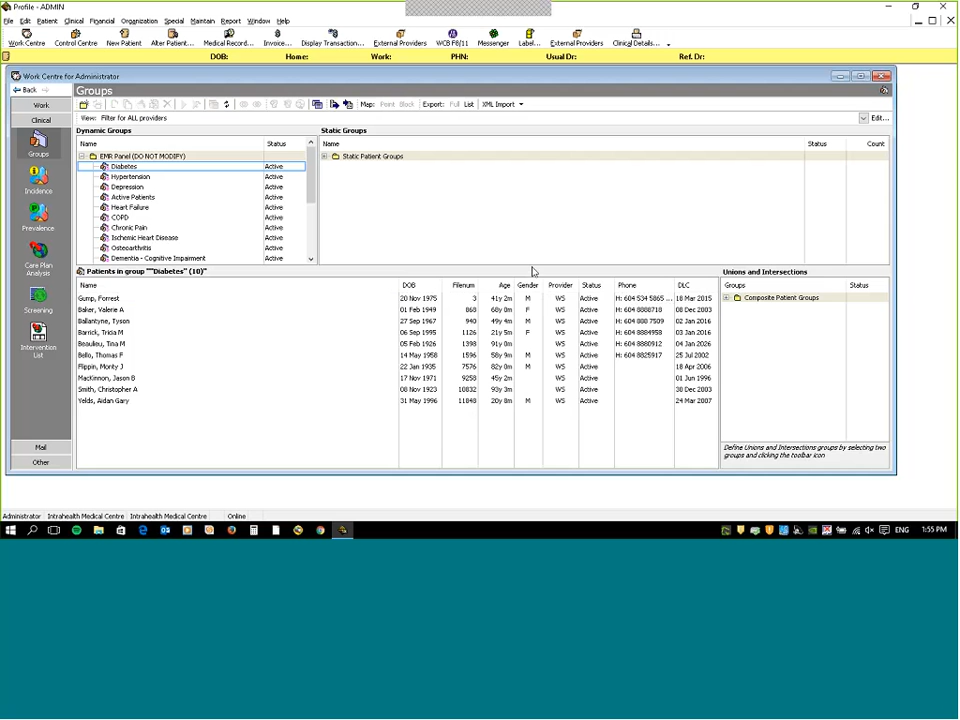 Profile - ADMIN
File Edit Patient Clinical Financial Organization Special Maintain Report Window Help
Work Centre Control Centre New Patient Alter Patient... Medical Record... Invoice... Display Transaction... External Providers WCB F8/11 Messenger Label... External Providers Clinical Details...
DOB: Home: Work: PHN: Usual Dr: Ref. Dr:
Work Centre for Administrator
Back Groups
Work
Clinical
Groups
Incidence
Prevalence
Care Plan
Analysis
Screening
Intervention
List
Mail
Other
Map: Point Block Export: Full List XML Import
View: Filter for ALL providers Edit...
Dynamic Groups
Name Status
EMR Panel (DO NOT MODIFY)
Diabetes Active
Hypertension Active
Depression Active
Active Patients Active
Heart Failure Active
COPD Active
Chronic Pain Active
Ischemic Heart Disease Active
Osteoarthritis Active
Dementia - Cognitive Impairment Active
Static Groups
Name Status Count
Static Patient Groups
Patients in group ""Diabetes" (10)"
Name DOB Filenum Age Gender Provider Status Phone DLC
Gump, Forrest 20 Nov 1975 3 41y 2m M WS Active H: 604 534 5865 ... 18 Mar 2015
Baker, Valerie A 01 Feb 1949 868 68y 0m F WS Active H: 604 8888718 08 Dec 2003
Ballantyne, Tyson 27 Sep 1967 940 49y 4m M WS Active H: 604 888 7509 02 Jan 2016
Barrick, Tricia M 06 Sep 1995 1126 21y 5m F WS Active H: 604 8884958 03 Jan 2016
Beaulieu, Tina M 05 Feb 1926 1398 91y 0m WS Active H: 604 8880912 04 Jan 2026
Bello, Thomas F 14 May 1958 1596 58y 9m M WS Active H: 604 8825917 25 Jul 2002
Flippin, Monty J 22 Jan 1935 7576 82y 0m M WS Active 18 Apr 2006
MacKinnon, Jason B 17 Nov 1971 9258 45y 2m WS Active 01 Jun 1996
Smith, Christopher A 08 Nov 1923 10832 93y 3m WS Active 30 Dec 2003
Yelds, Aidan Gary 31 May 1996 11848 20y 8m M WS Active 24 Mar 2007
Unions and Intersections
Groups Status
Composite Patient Groups
Define Unions and Intersections groups by selecting two
groups and clicking the toolbar icon
Administrator Intrahealth Medical Centre Intrahealth Medical Centre Online
ENG 1:55 PM